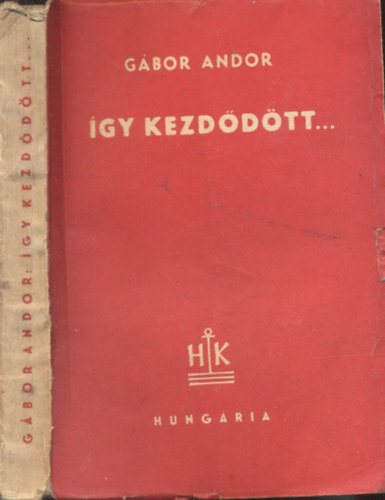 GÁBOR ANDOR
ÍGY KEZDŐDÖTT...
HK
HUNGÁRIA
GÁBOR ANDOR: ÍGY KEZDŐDÖTT...